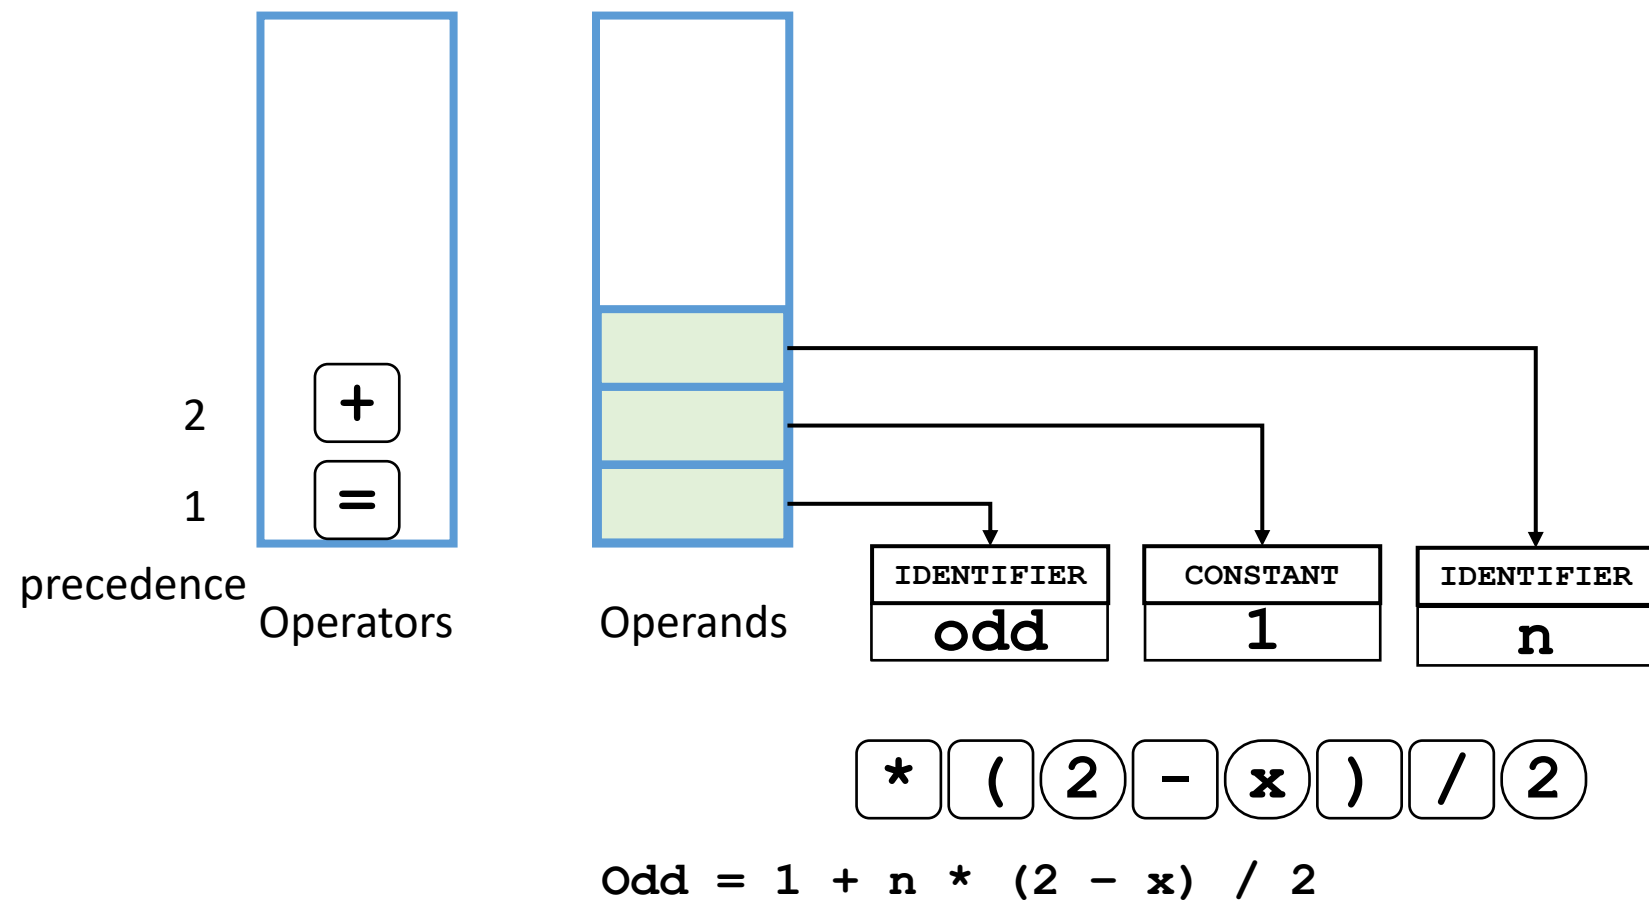 2 +
1 =
precedence
Operators Operands
IDENTIFIER CONSTANT IDENTIFIER
odd 1 n
* ( 2 - x ) / 2
Odd = 1 + n * (2 – x) / 2